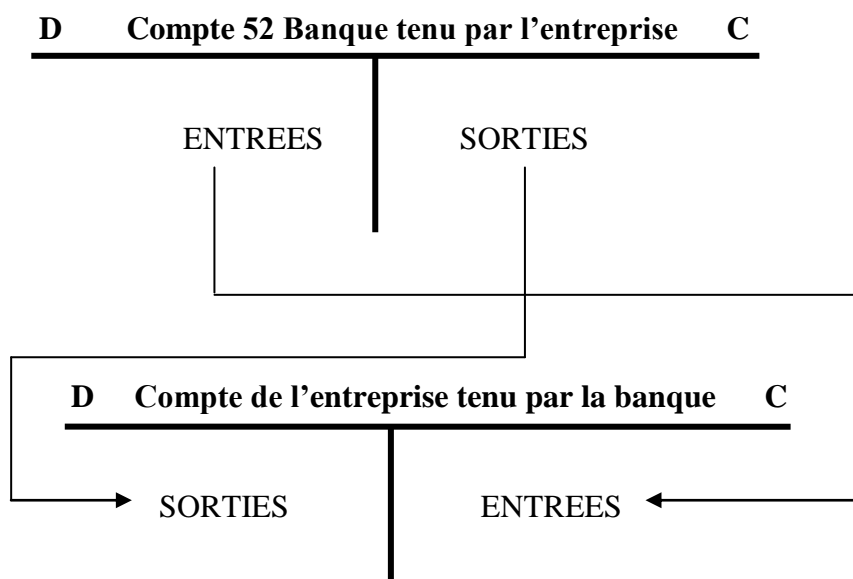 D Compte 52 Banque tenu par l’entreprise C
ENTREES SORTIES
D Compte de l’entreprise tenu par la banque C
SORTIES ENTREES